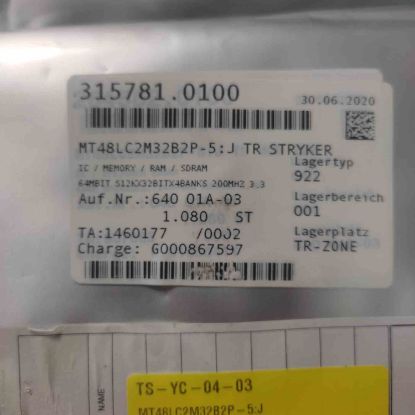 315781.0100
30.06.2020
MT48LC2M32B2P-5:J TR STRYKER
IC / MEMORY / RAM / SDRAM
Lagertyp
922
64MBIT 512KX32BITX4BANKS 200MHZ 3.3
Auf.Nr.:640 01A-03
Lagerbereich
001
1.080 ST
TA:1460177 /0002
Lagerplatz
TR-ZONE
Charge: G000867597
NAME
TS-YC-04-03
MT48LC2M32B2P-5:J